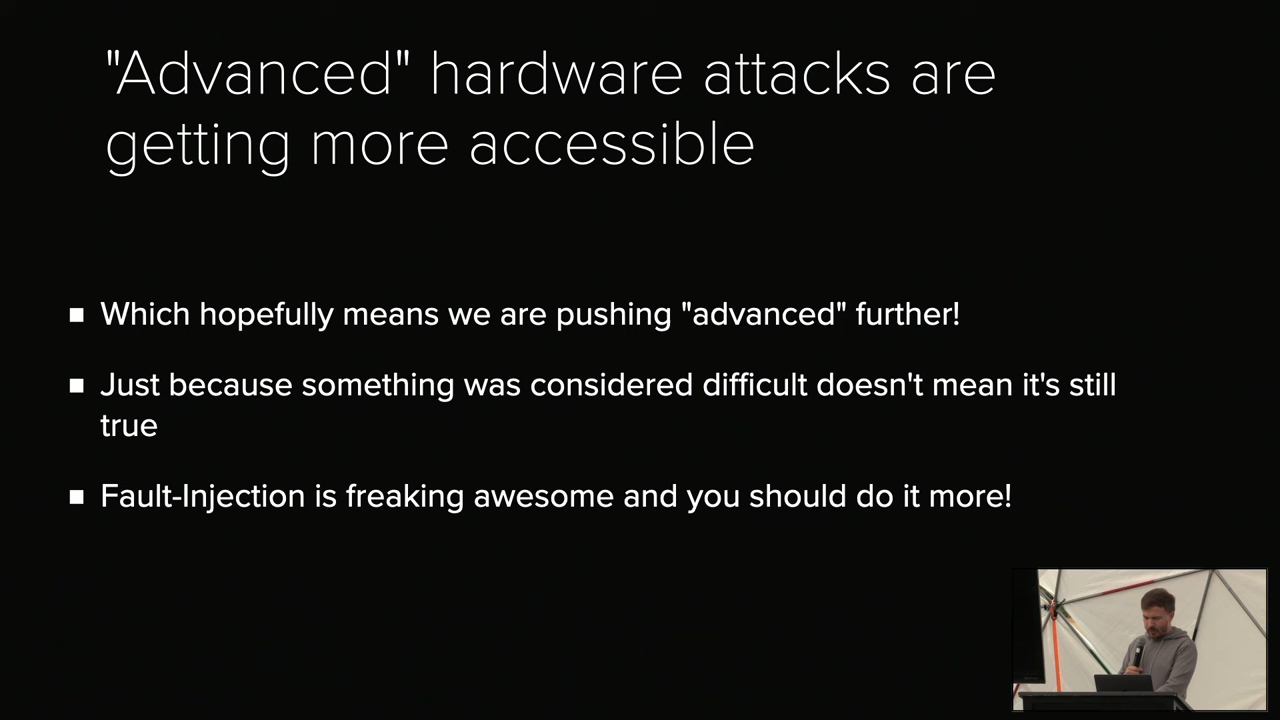 "Advanced" hardware attacks are
getting more accessible
■ Which hopefully means we are pushing "advanced" further!
■ Just because something was considered difficult doesn't mean it's still
true
■ Fault-Injection is freaking awesome and you should do it more!